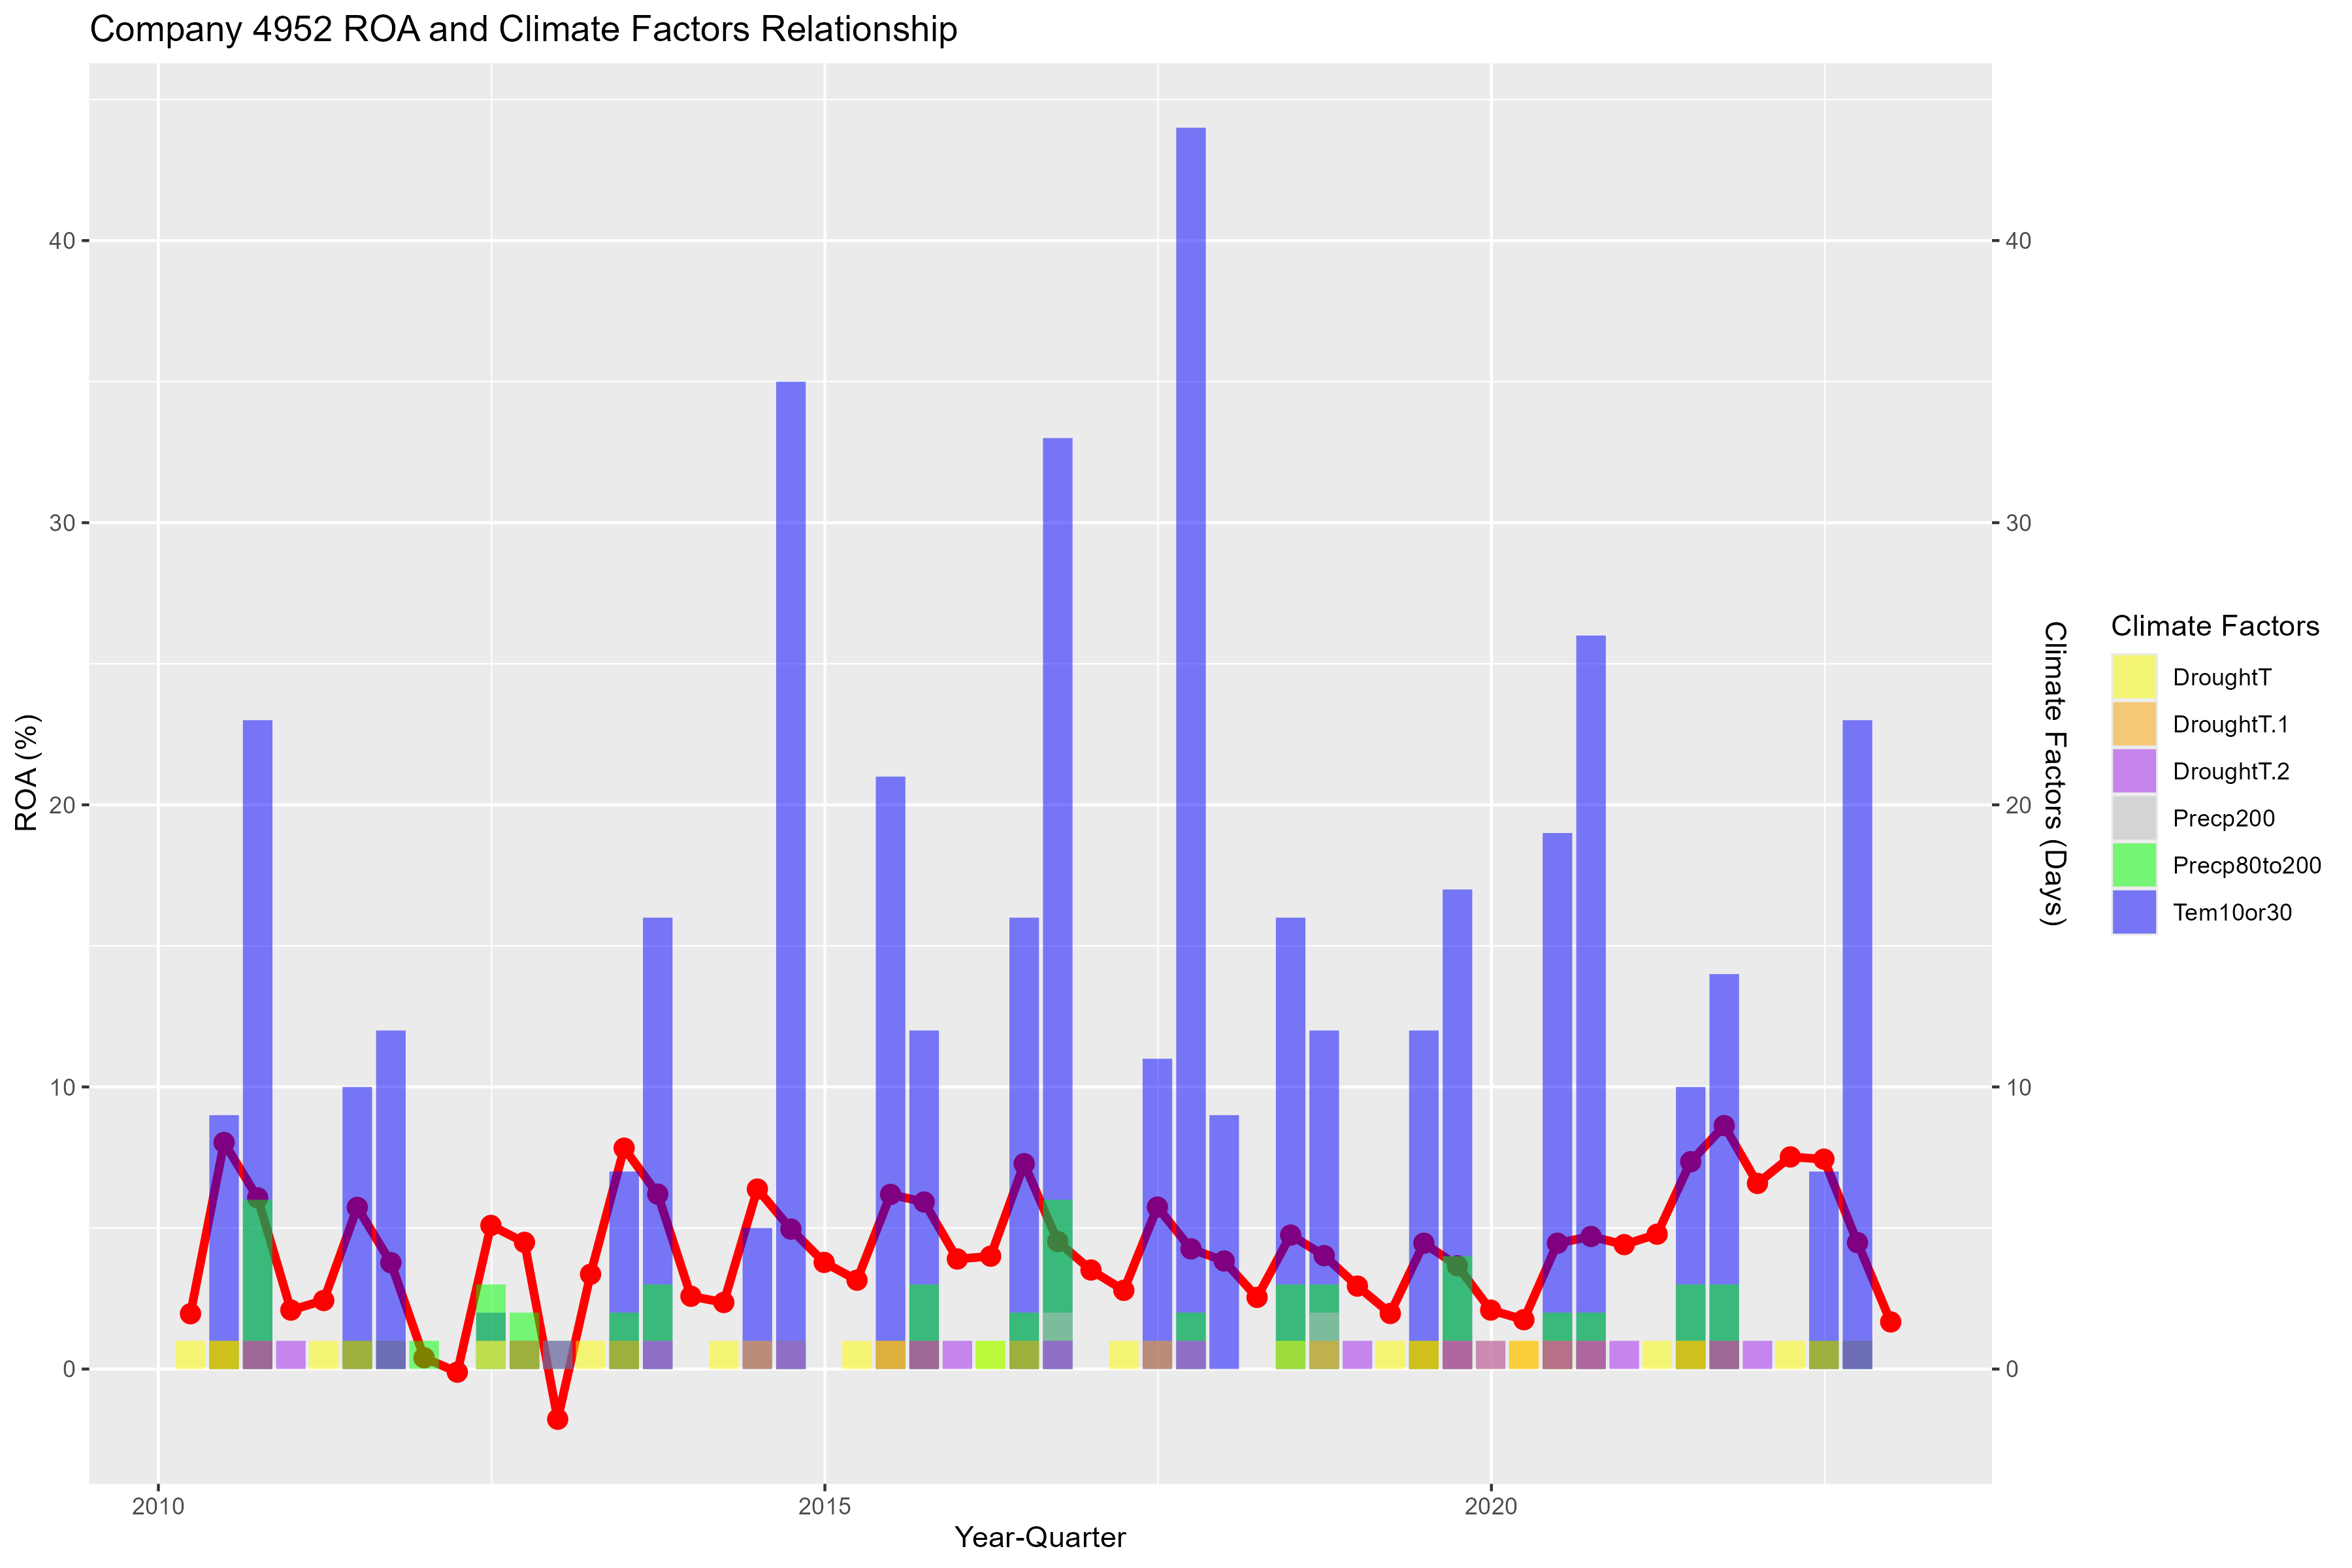 Company 4952 ROA and Climate Factors Relationship
40
30
20
10
0
ROA (%)
40
30
20
10
0
Climate Factors (Days)
2010
2015
2020
Year-Quarter
Climate Factors
DroughtT
DroughtT.1
DroughtT.2
Precp200
Precp80to200
Tem10or30